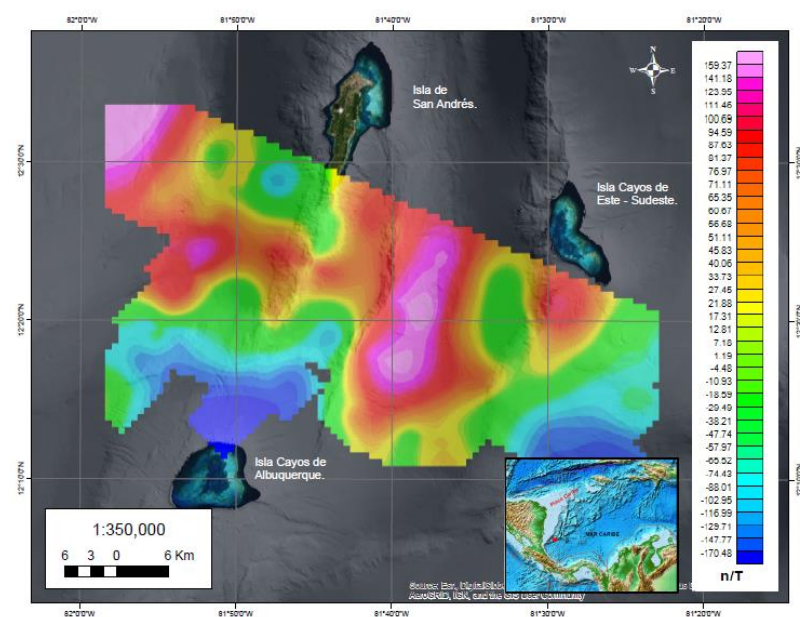 82°0'0"W 81°50'0"W 81°40'0"W 81°30'0"W 81°20'0"W
Isla de
San Andrés.
N
W E
S
Isla Cayos de
Este - Sudeste.
12°30'0"N
12°20'0"N
12°10'0"N
Isla Cayos de
Albuquerque.
159.37
141.18
123.95
111.46
100.69
94.59
87.63
81.37
76.97
71.11
65.35
60.67
56.68
51.11
45.83
40.06
33.73
27.45
21.88
17.31
12.81
7.18
1.19
-4.48
-10.93
-18.59
-29.49
-38.21
-47.74
-57.97
-65.52
-74.43
-88.01
-102.95
-116.99
-129.71
-147.77
-170.48
n/T
1:350,000
6 3 0 6 Km
MAR CARIBE
Source: Esri,
AeroGRID, IGN, and the GIS User Community
82°0'0"W 81°50'0"W 81°40'0"W 81°30'0"W 81°20'0"W